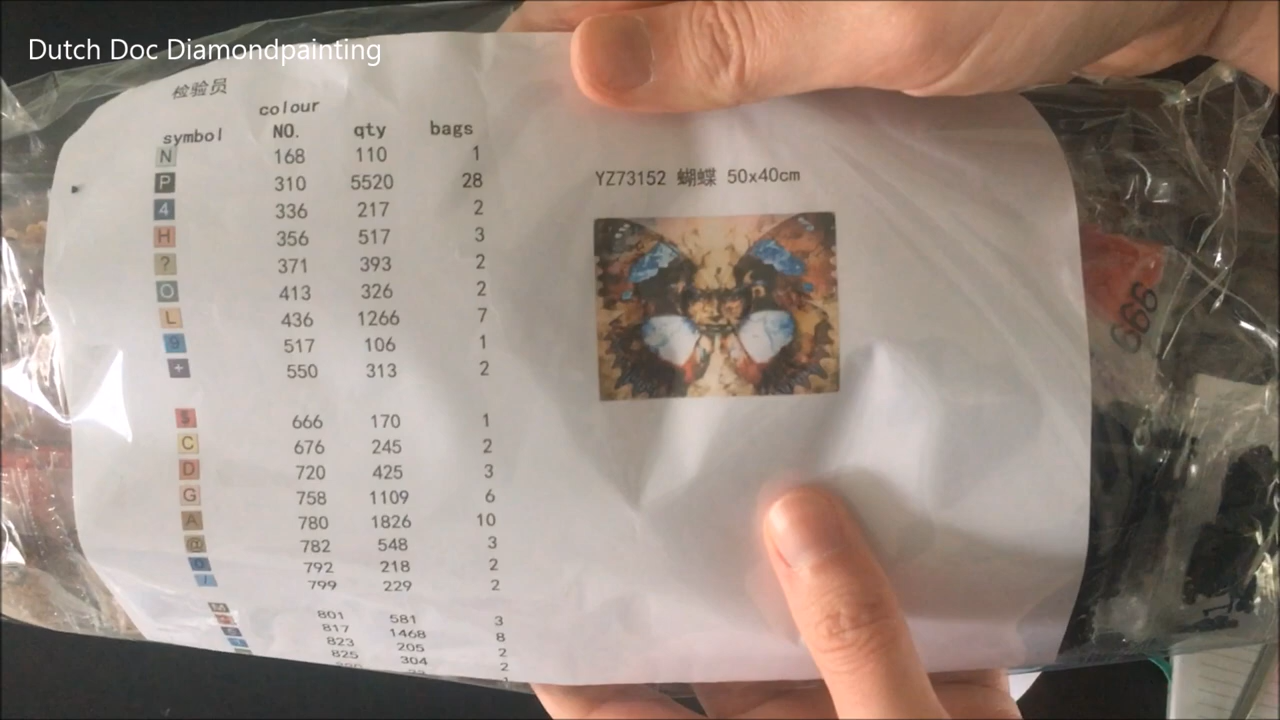 Dutch Doc Diamondpainting
检验员
symbol colour NO. qty bags
N 168 110 1
P 310 5520 28
4 336 217 2
H 356 517 3
? 371 393 2
O 413 326 2
L 436 1266 7
9 517 106 1
+ 550 313 2
$ 666 170 1
C 676 245 2
D 720 425 3
G 758 1109 6
A 780 1826 10
@ 782 548 3
792 218 2
/ 799 229 2
M 801 581 3
817 1468 8
823 205 2
825 304 2
YZ73152 蝴蝶 50x40cm
666